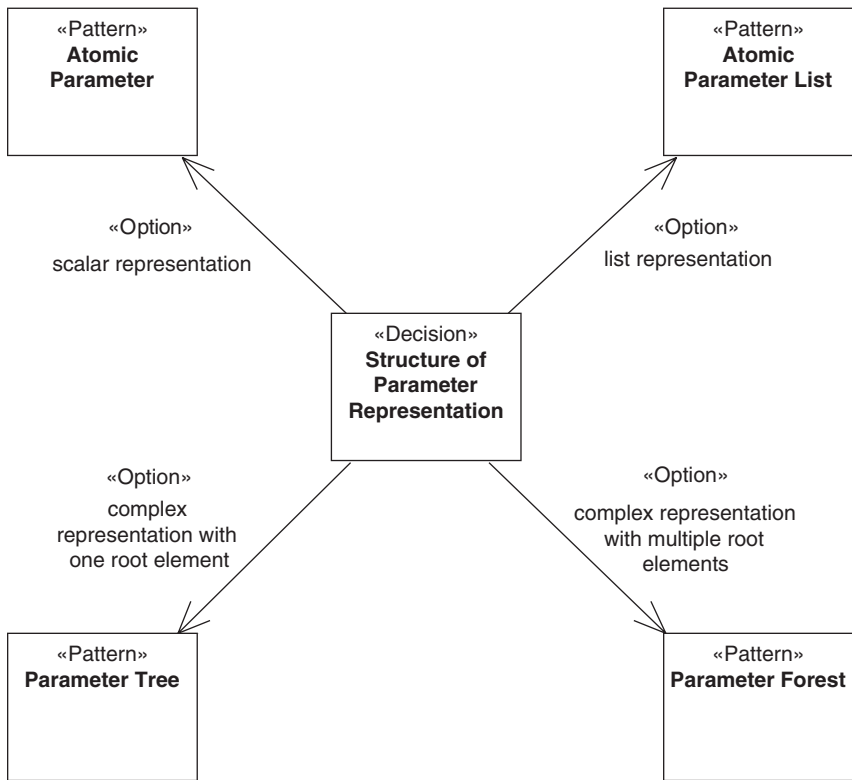 «Pattern»
Atomic
Parameter
«Pattern»
Atomic
Parameter List
«Option»
scalar representation
«Option»
list representation
«Decision»
Structure of
Parameter
Representation
«Option»
complex
representation with
one root element
«Option»
complex representation
with multiple root
elements
«Pattern»
Parameter Tree
«Pattern»
Parameter Forest